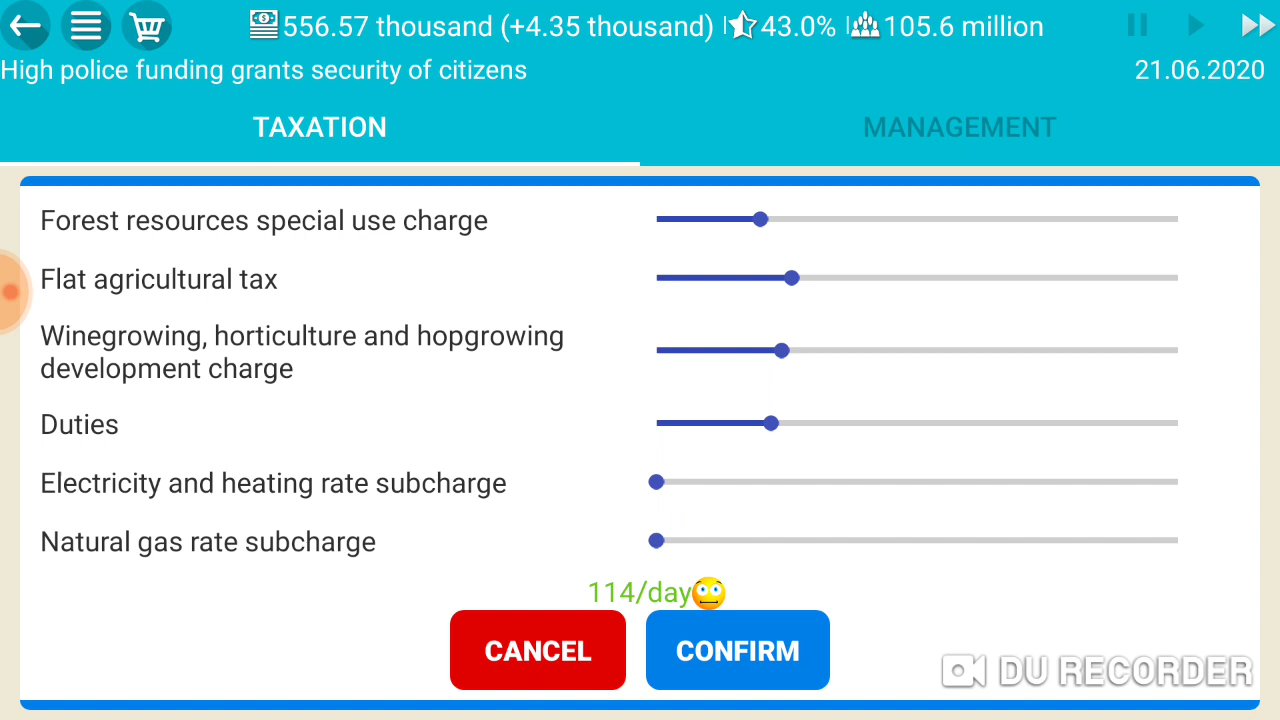 556.57 thousand (+4.35 thousand) 43.0% 105.6 million
High police funding grants security of citizens 21.06.2020
TAXATION MANAGEMENT
Forest resources special use charge
Flat agricultural tax
Winegrowing, horticulture and hopgrowing
development charge
Duties
Electricity and heating rate subcharge
Natural gas rate subcharge
114/day
CANCEL CONFIRM
DU RECORDER